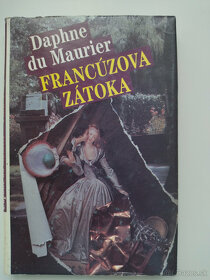 Daphne
du Maurier
FRANCÚZOVA
ZÁTOKA